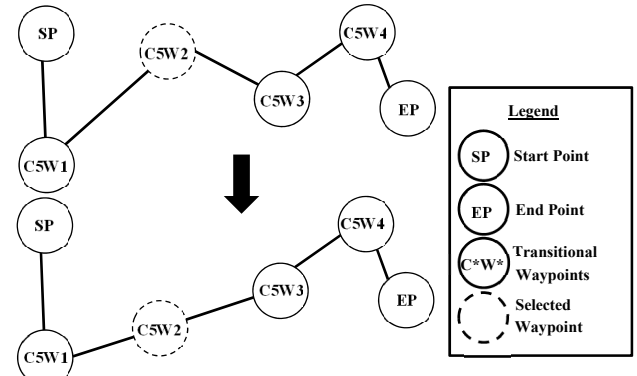 SP
C5W2
C5W4
C5W3
EP
C5W1
SP
C5W4
C5W3
EP
C5W2
C5W1
Legend
SP Start Point
EP End Point
C*W* Transitional
Waypoints
Selected
Waypoint